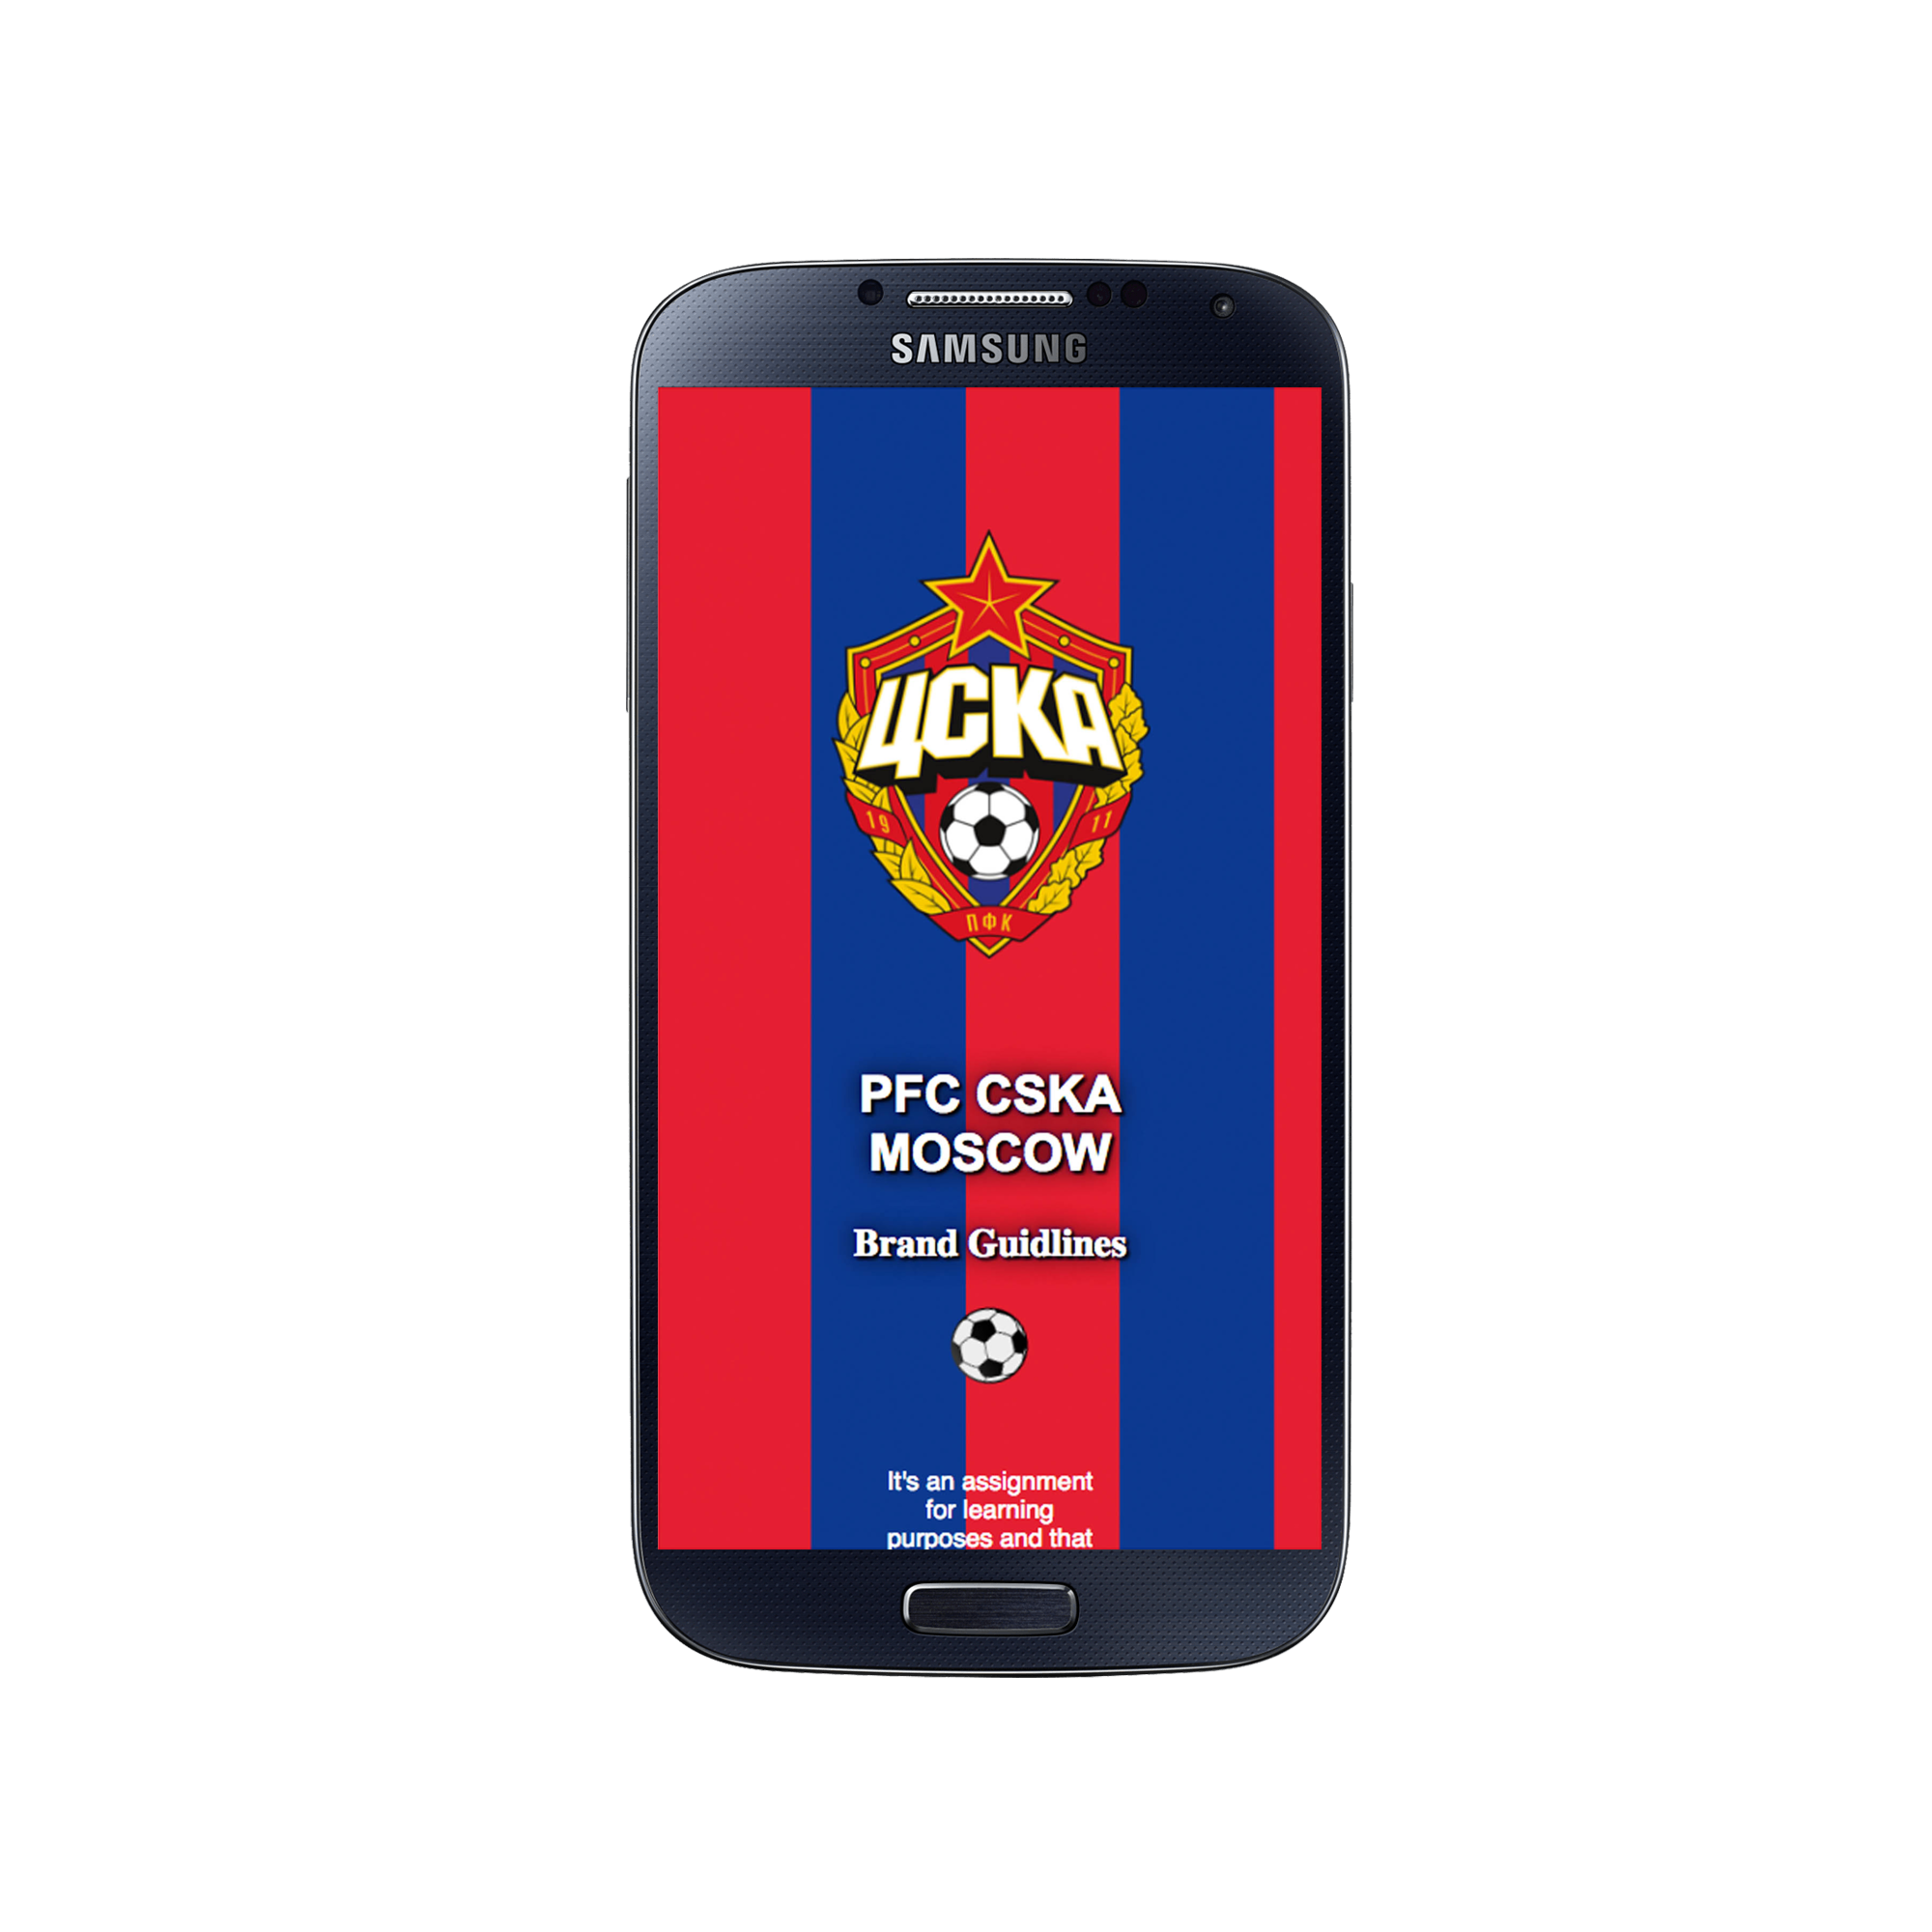 SAMSUNG
ЦСКА
19 11
ПФК
PFC CSKA
MOSCOW
Brand Guidlines
It's an assignment
for learning
purposes and that